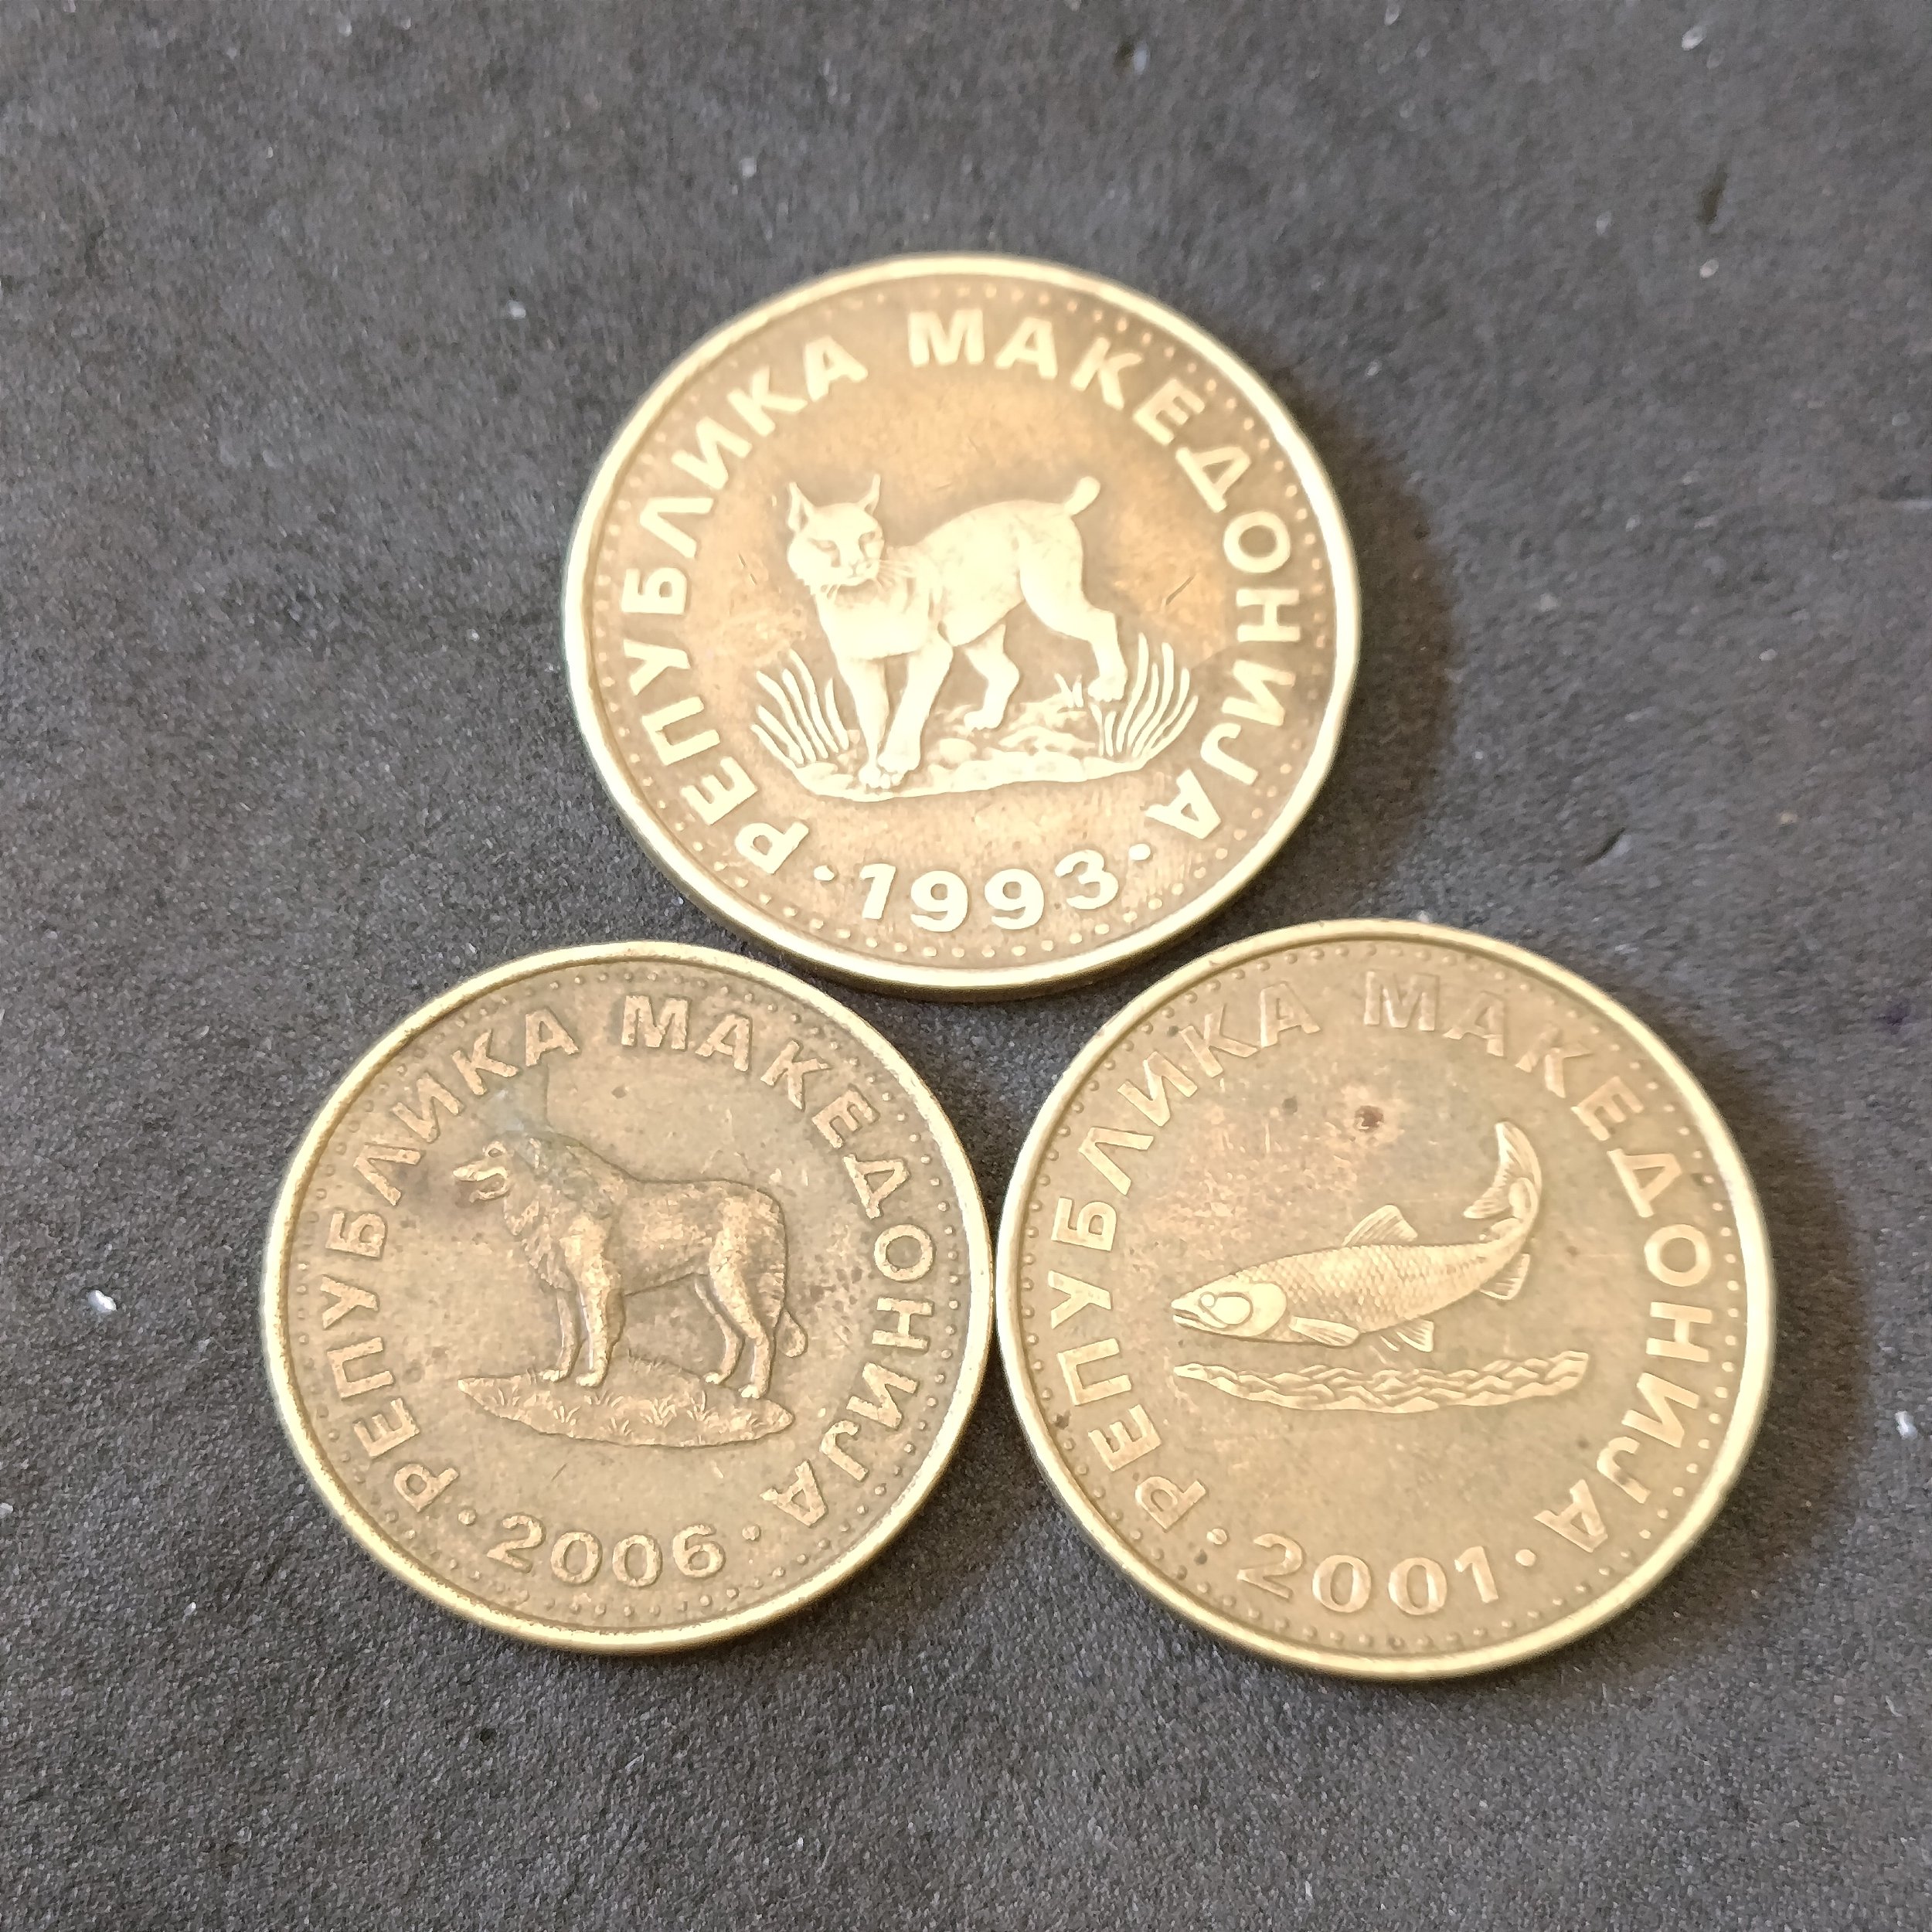 РЕПУБЛИКА МАКЕДОНИЈА
· 1993 ·
РЕПУБЛИКА МАКЕДОНИЈА
· 2006 ·
РЕПУБЛИКА МАКЕДОНИЈА
· 2001 ·